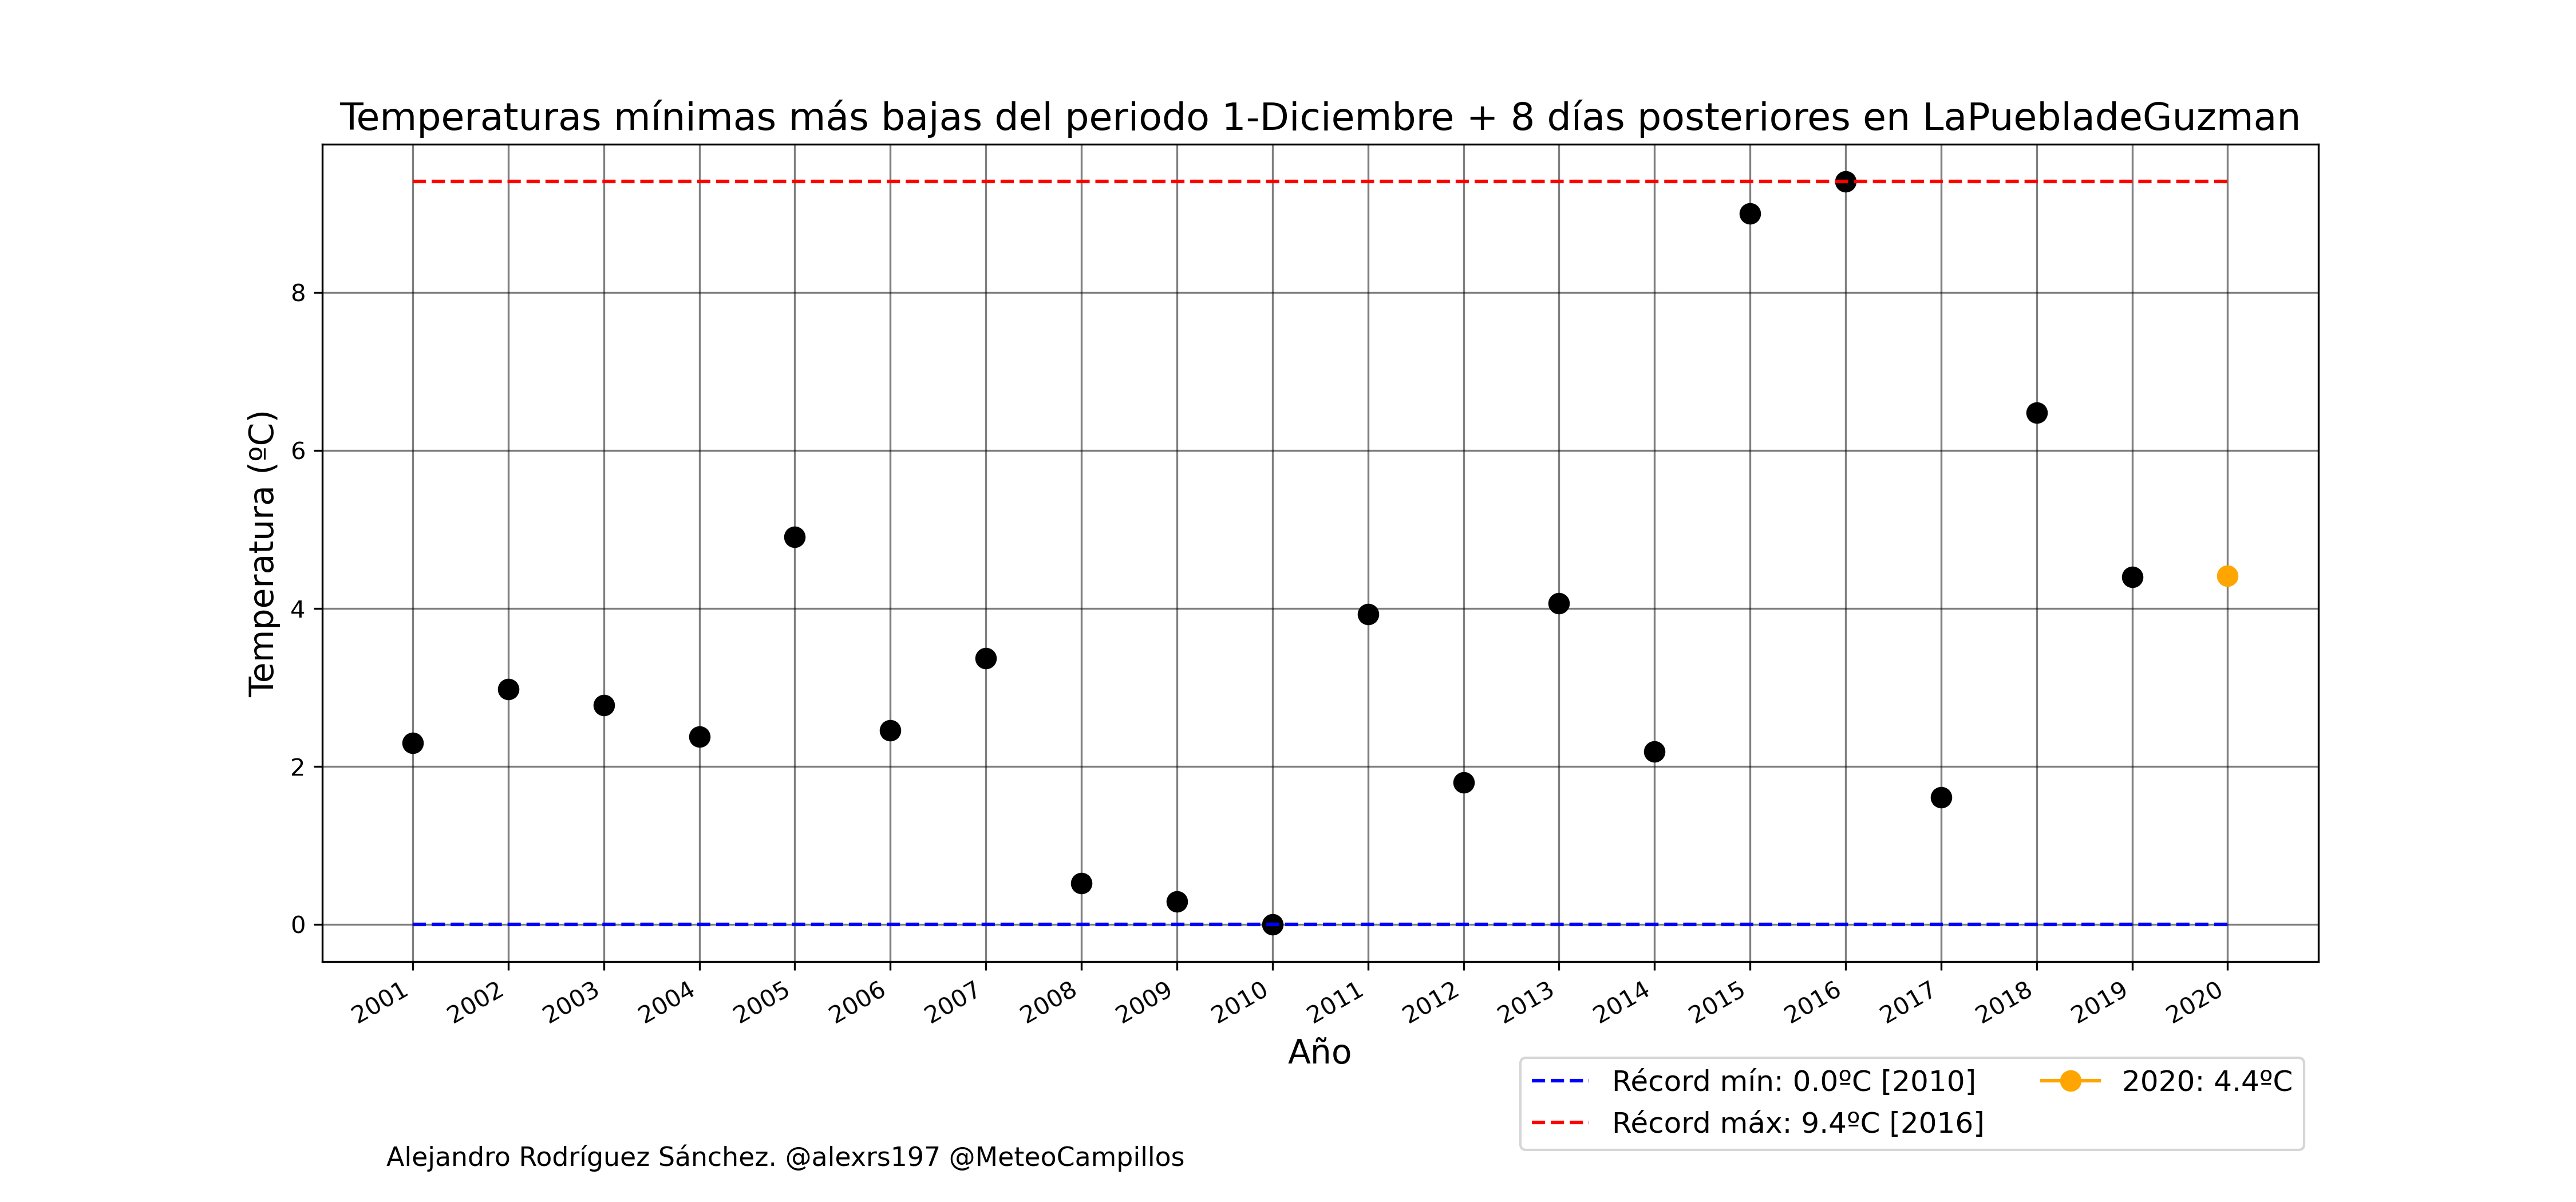 Temperaturas mínimas más bajas del periodo 1-Diciembre + 8 días posteriores en LaPuebladeGuzman
Temperatura (ºC)
8
6
4
2
0
2001 2002 2003 2004 2005 2006 2007 2008 2009 2010 2011 2012 2013 2014 2015 2016 2017 2018 2019 2020
Año
Récord mín: 0.0ºC [2010]
Récord máx: 9.4ºC [2016]
2020: 4.4ºC
Alejandro Rodríguez Sánchez. @alexrs197 @MeteoCampillos